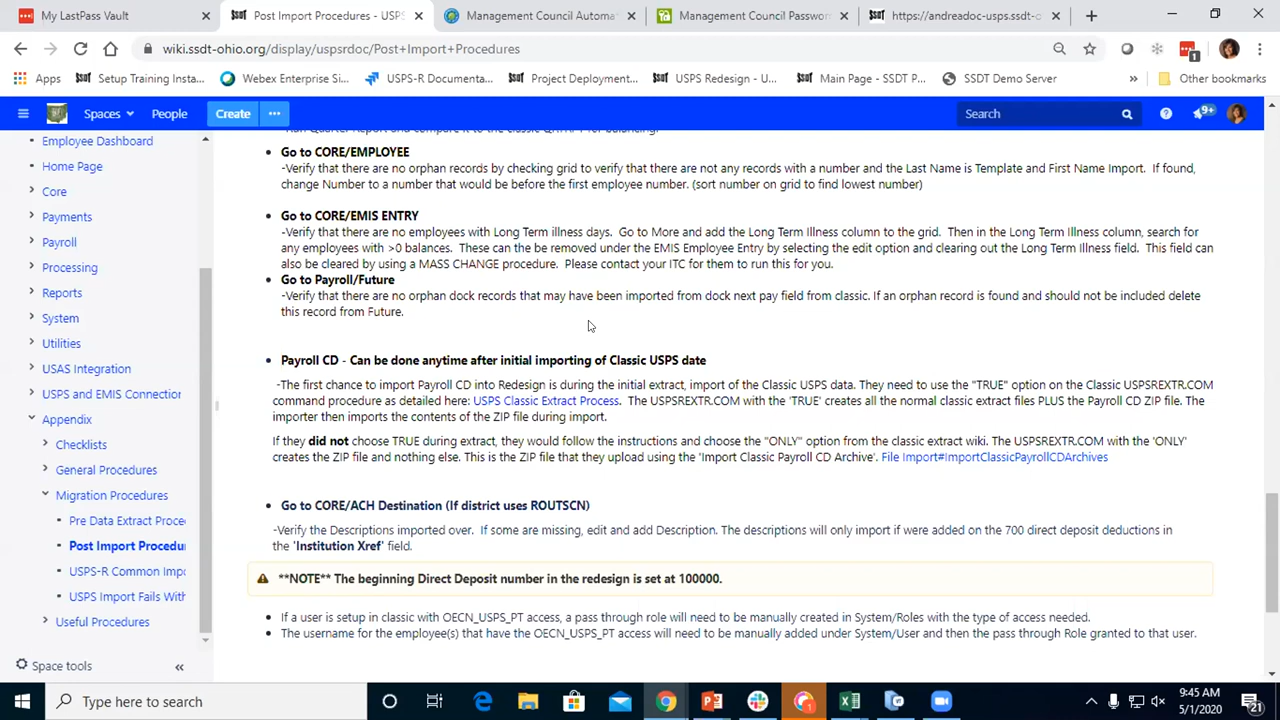 My LastPass Vault
Post Import Procedures - USPS
Management Council Automa
Management Council Passwor
https://andreadoc-usps.ssdt-o
wiki.ssdt-ohio.org/display/uspsrdoc/Post+Import+Procedures
Apps
Setup Training Insta...
Webex Enterprise Si...
USPS-R Documenta...
Project Deployment...
USPS Redesign - U...
Main Page - SSDT P...
SSDT Demo Server
Other bookmarks
Spaces
People
Create
Search
9+
Employee Dashboard
Home Page
Core
Payments
Payroll
Processing
Reports
System
Utilities
USAS Integration
USPS and EMIS Connection
Appendix
Checklists
General Procedures
Migration Procedures
Pre Data Extract Proce
Post Import Procedu
USPS-R Common Impo
USPS Import Fails With
Useful Procedures
Space tools
Go to CORE/EMPLOYEE
-Verify that there are no orphan records by checking grid to verify that there are not any records with a number and the Last Name is Template and First Name Import. If found,
change Number to a number that would be before the first employee number. (sort number on grid to find lowest number)
Go to CORE/EMIS ENTRY
-Verify that there are no employees with Long Term illness days. Go to More and add the Long Term Illness column to the grid. Then in the Long Term Illness column, search for
any employees with >0 balances. These can the be removed under the EMIS Employee Entry by selecting the edit option and clearing out the Long Term Illness field. This field can
also be cleared by using a MASS CHANGE procedure. Please contact your ITC for them to run this for you.
Go to Payroll/Future
-Verify that there are no orphan dock records that may have been imported from dock next pay field from classic. If an orphan record is found and should not be included delete
this record from Future.
Payroll CD - Can be done anytime after initial importing of Classic USPS date
-The first chance to import Payroll CD into Redesign is during the initial extract, import of the Classic USPS data. They need to use the "TRUE" option on the Classic USPSREXTR.COM
command procedure as detailed here: USPS Classic Extract Process. The USPSREXTR.COM with the 'TRUE' creates all the normal classic extract files PLUS the Payroll CD ZIP file. The
importer then imports the contents of the ZIP file during import.
If they did not choose TRUE during extract, they would follow the instructions and choose the "ONLY" option from the classic extract wiki. The USPSREXTR.COM with the 'ONLY'
creates the ZIP file and nothing else. This is the ZIP file that they upload using the 'Import Classic Payroll CD Archive'. File Import#ImportClassicPayrollCDArchives
Go to CORE/ACH Destination (If district uses ROUTSCN)
-Verify the Descriptions imported over. If some are missing, edit and add Description. The descriptions will only import if were added on the 700 direct deposit deductions in
the 'Institution Xref' field.
**NOTE** The beginning Direct Deposit number in the redesign is set at 100000.
If a user is setup in classic with OECN_USPS_PT access, a pass through role will need to be manually created in System/Roles with the type of access needed.
The username for the employee(s) that have the OECN_USPS_PT access will need to be manually added under System/User and then the pass through Role granted to that user.
Type here to search
9:45 AM
5/1/2020
21